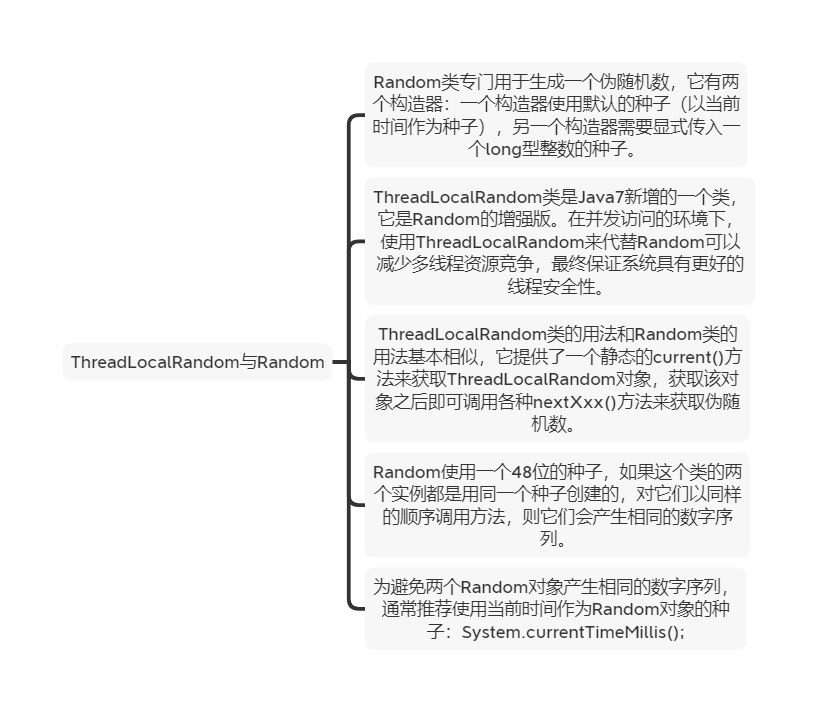 ThreadLocalRandom与Random
Random类专门用于生成一个伪随机数，它有两
个构造器：一个构造器使用默认的种子（以当前
时间作为种子），另一个构造器需要显式传入一
个long型整数的种子。
ThreadLocalRandom类是Java7新增的一个类，
它是Random的增强版。在并发访问的环境下，
使用ThreadLocalRandom来代替Random可以
减少多线程资源竞争，最终保证系统具有更好的
线程安全性。
ThreadLocalRandom类的用法和Random类的
用法基本相似，它提供了一个静态的current()方
法来获取ThreadLocalRandom对象，获取该对
象之后即可调用各种nextXxx()方法来获取伪随
机数。
Random使用一个48位的种子，如果这个类的两
个实例都是用同一个种子创建的，对它们以同样
的顺序调用方法，则它们会产生相同的数字序
列。
为避免两个Random对象产生相同的数字序列，
通常推荐使用当前时间作为Random对象的种
子：System.currentTimeMillis();